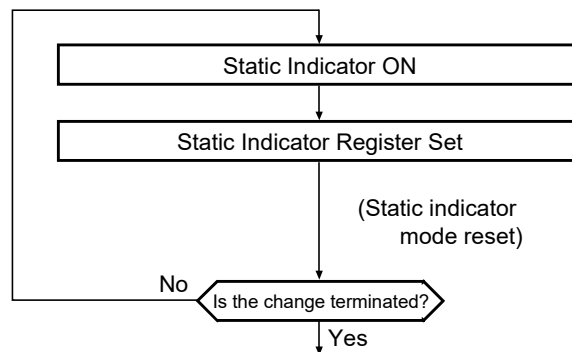 Static Indicator ON
Static Indicator Register Set
(Static indicator
mode reset)
No
Is the change terminated?
Yes